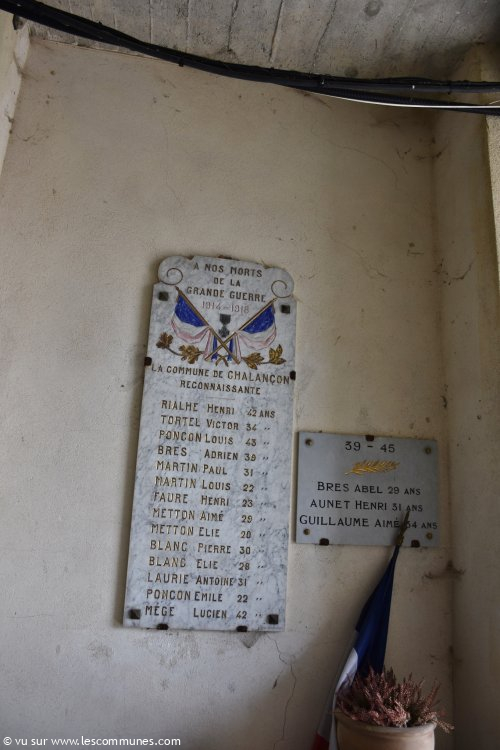 A NOS MORTS
DE LA
GRANDE GUERRE
1914-1918
LA COMMUNE DE CHALANÇON
RECONNAISSANTE
RIALHE HENRI 42 ANS
TORTEL VICTOR 34 "
PONÇON LOUIS 43 "
BRES ADRIEN 39 "
MARTIN PAUL 31 "
MARTIN LOUIS 22 "
FAURE HENRI 23 "
METTON AIMÉ 29 "
METTON ELIE 20 "
BLANC PIERRE 30 "
BLANC ELIE 28 "
LAURIE ANTOINE 31 "
PONÇON EMILE 22 "
MÈGE LUCIEN 42 "
39 - 45
BRES ABEL 29 ANS
AUNET HENRI 31 ANS
GUILLAUME AIMÉ 34 ANS
© vu sur www.lescommunes.com